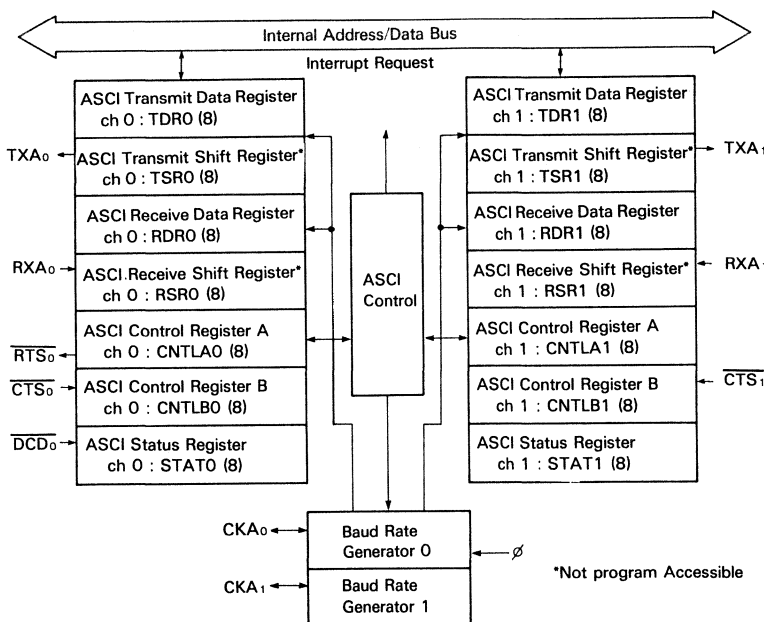 Internal Address/Data Bus
Interrupt Request
ASCI Transmit Data Register
ch 0 : TDR0 (8)
TXA₀
ASCI Transmit Shift Register*
ch 0 : TSR0 (8)
ASCI Receive Data Register
ch 0 : RDR0 (8)
RXA₀
ASCI.Receive Shift Register*
ch 0 : RSR0 (8)
ASCI Control Register A
ch 0 : CNTLA0 (8)
RTS₀
ASCI Control Register B
ch 0 : CNTLB0 (8)
CTS₀
ASCI Status Register
ch 0 : STAT0 (8)
DCD₀
ASCI
Control
ASCI Transmit Data Register
ch 1 : TDR1 (8)
ASCI Transmit Shift Register*
ch 1 : TSR1 (8)
TXA₁
ASCI Receive Data Register
ch 1 : RDR1 (8)
ASCI Receive Shift Register*
ch 1 : RSR1 (8)
RXA
ASCI Control Register A
ch 1 : CNTLA1 (8)
ASCI Control Register B
ch 1 : CNTLB1 (8)
CTS₁
ASCI Status Register
ch 1 : STAT1 (8)
CKA₀
Baud Rate
Generator 0
ø
CKA₁
Baud Rate
Generator 1
*Not program Accessible